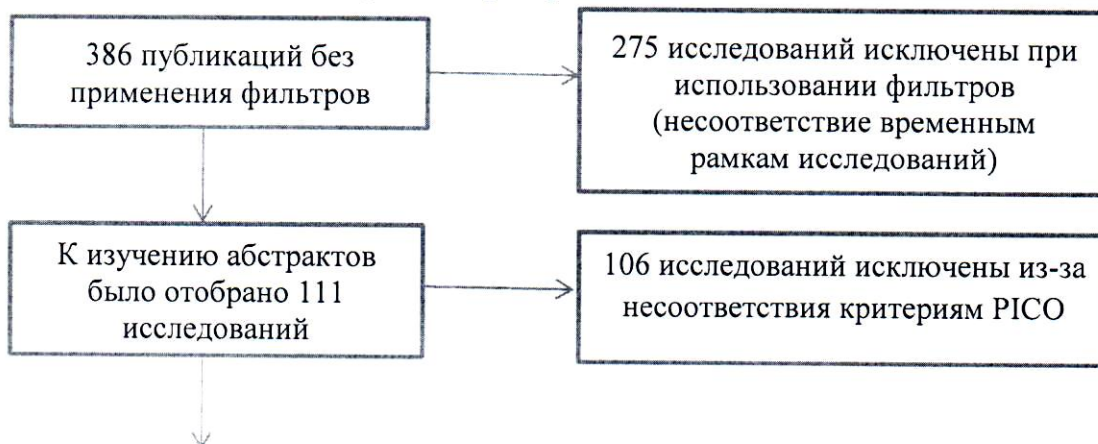 386 публикаций без
применения фильтров
275 исследований исключены при
использовании фильтров
(несоответствие временным
рамкам исследований)
К изучению абстрактов
было отобрано 111
исследований
106 исследований исключены из-за
несоответствия критериям PICO